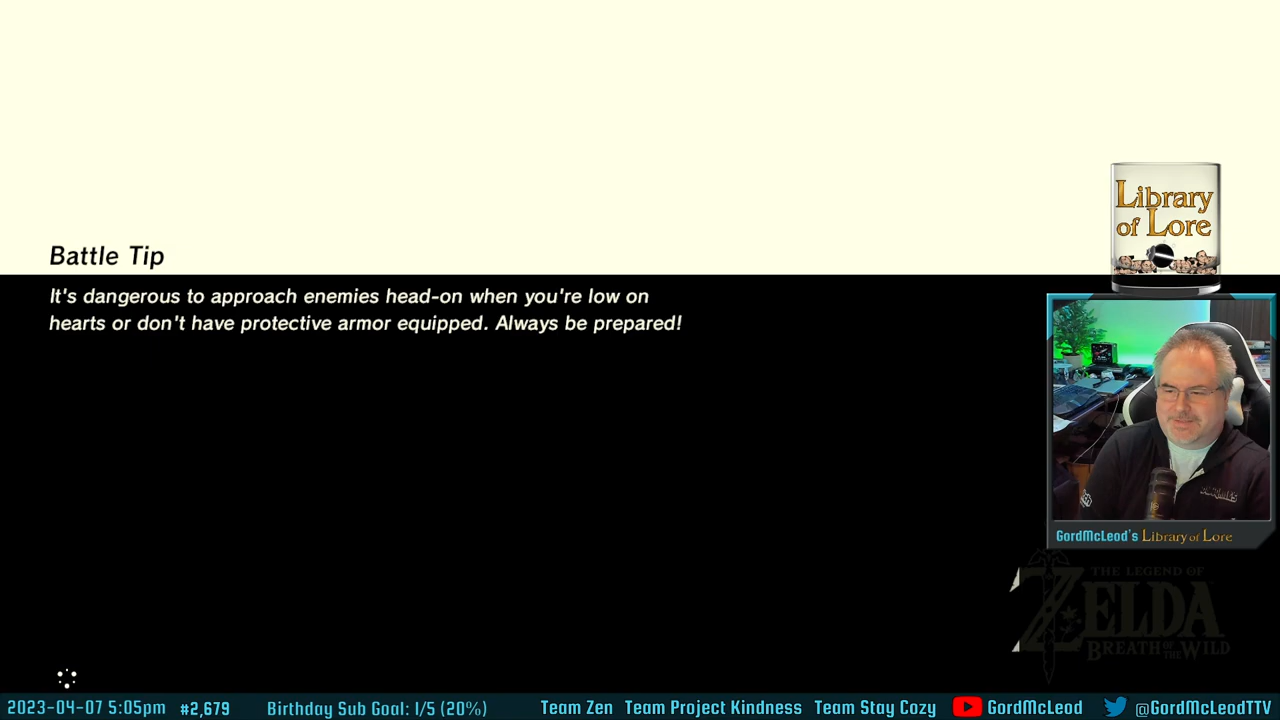 Library
of Lore
Battle Tip
It's dangerous to approach enemies head-on when you're low on
hearts or don't have protective armor equipped. Always be prepared!
GordMcLeod's Library of Lore
THE LEGEND OF
ZELDA
BREATH OF THE WILD
2023-04-07 5:05pm #2,679 Birthday Sub Goal: 1/5 (20%) Team Zen Team Project Kindness Team Stay Cozy GordMcLeod @GordMcLeodTTV